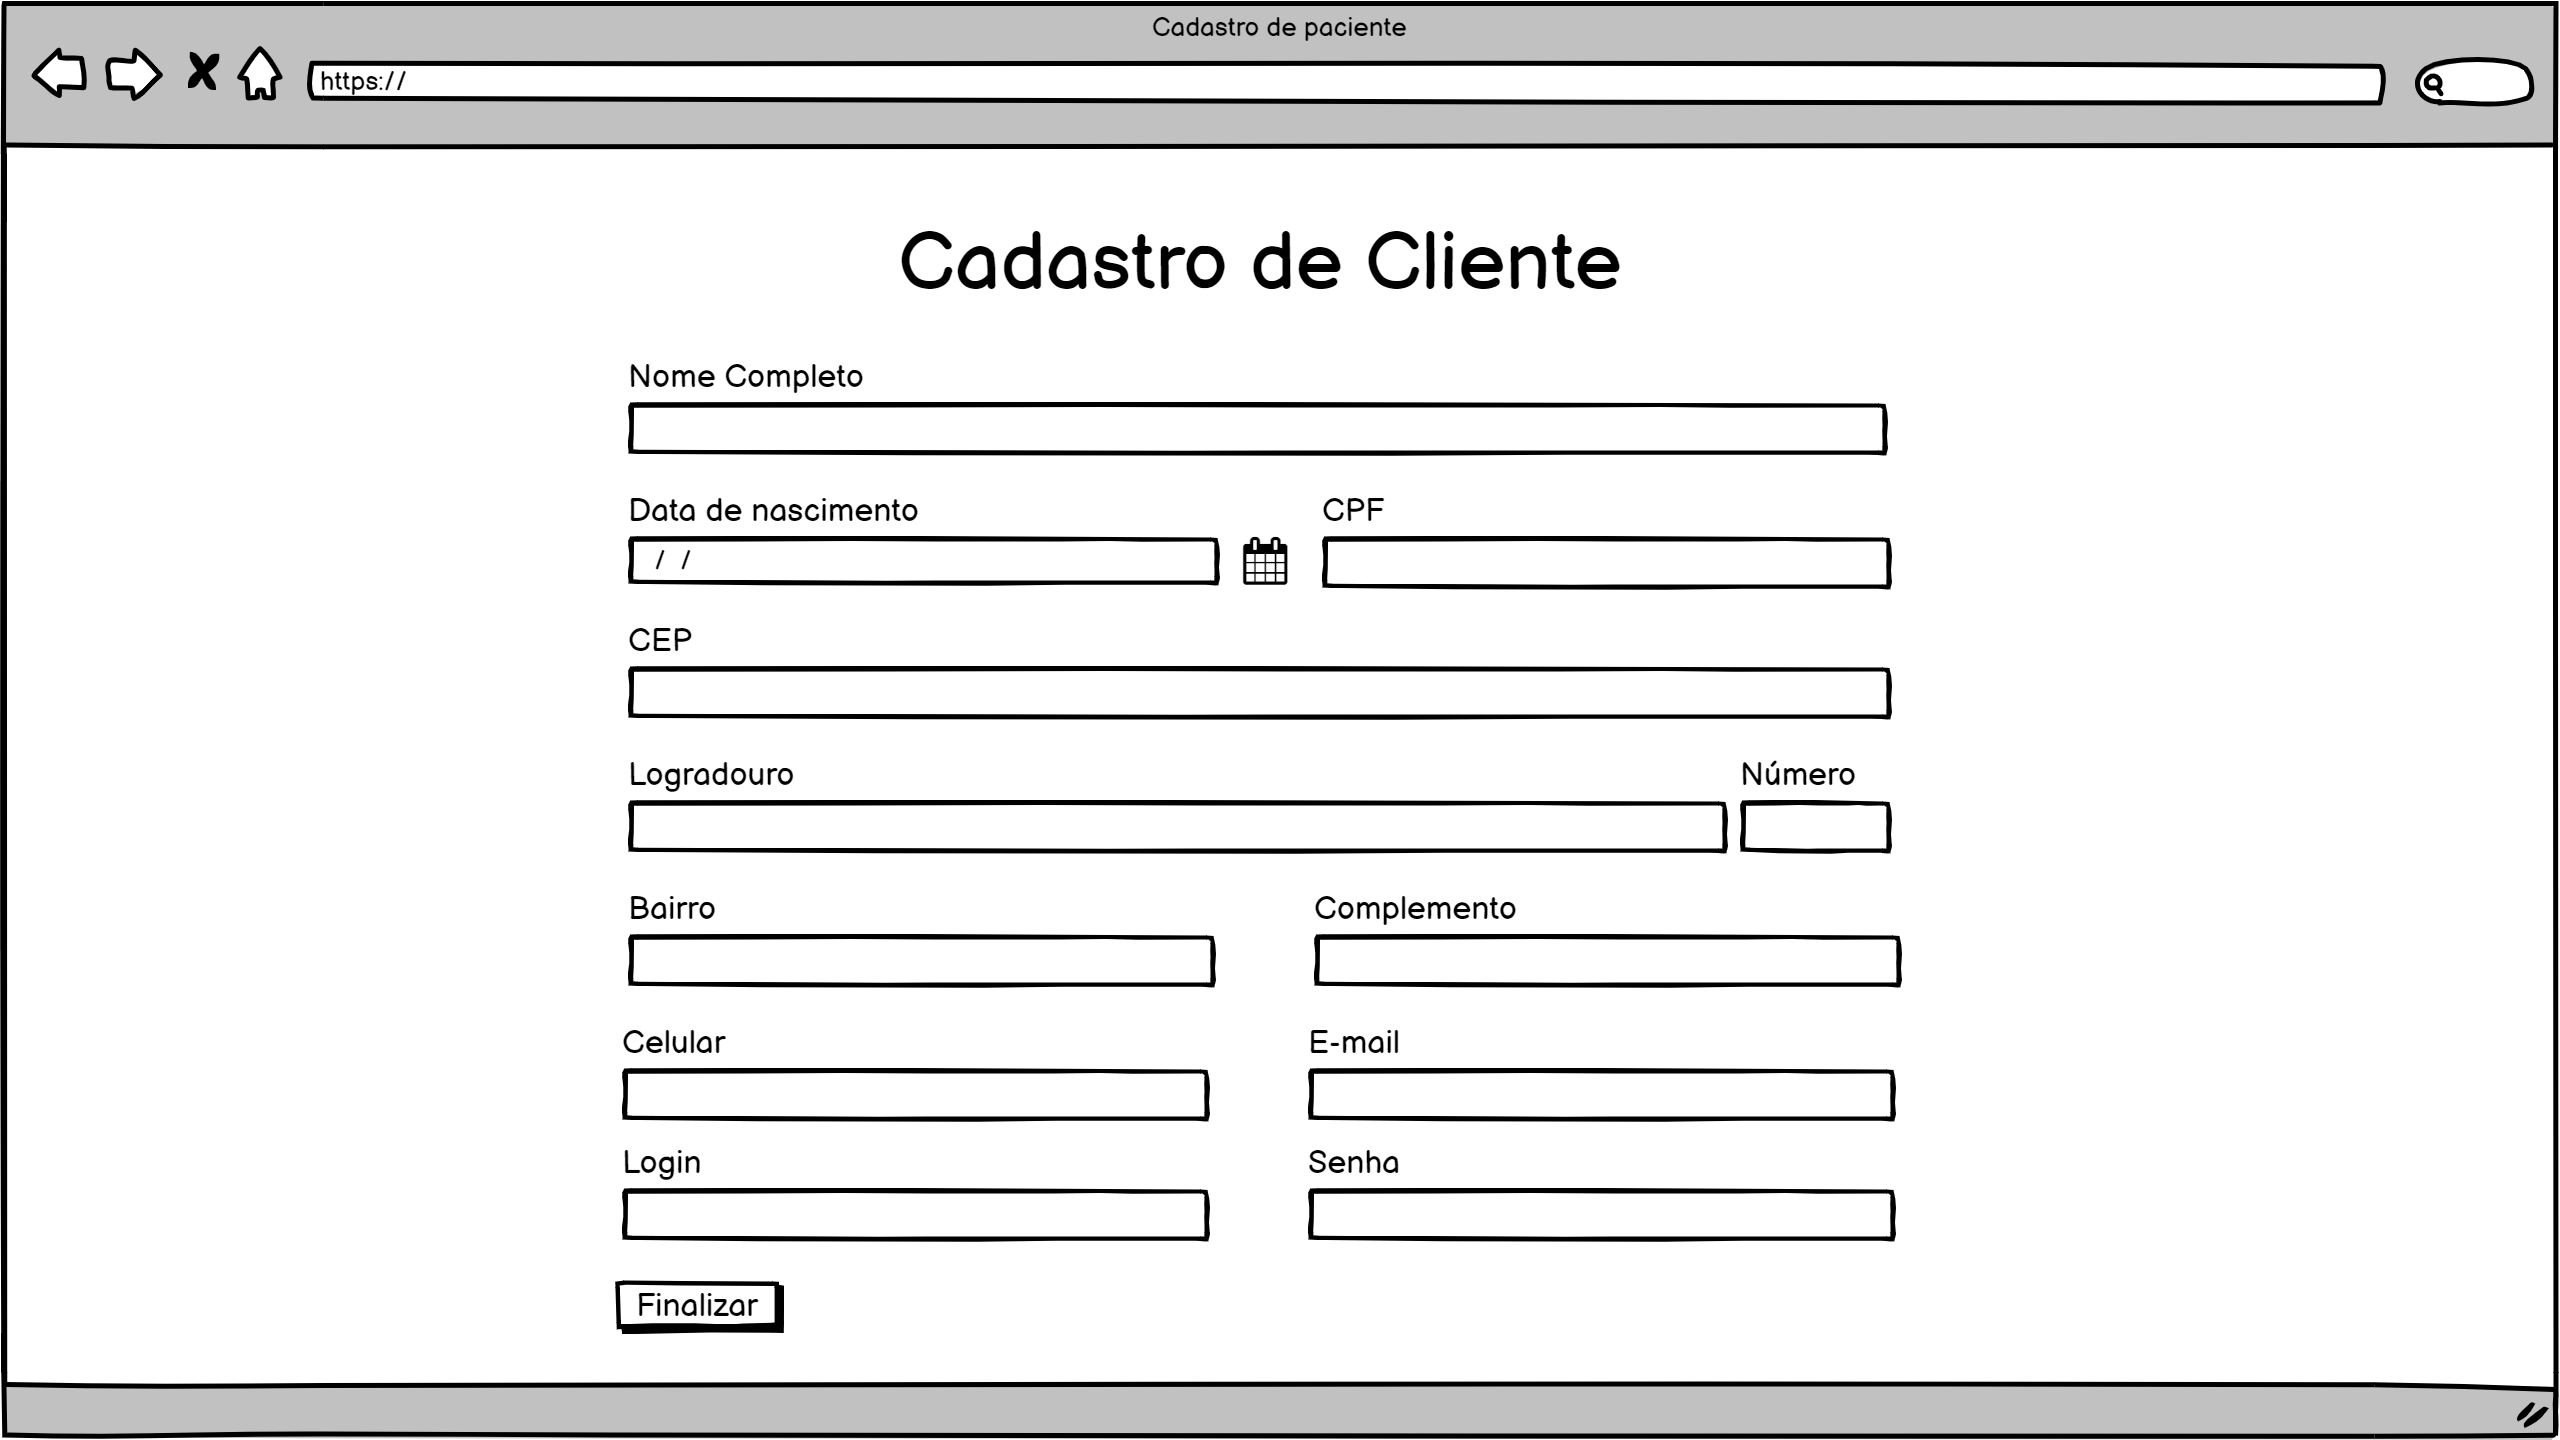 Cadastro de paciente
https://
Cadastro de Cliente
Nome Completo
Data de nascimento
CPF
/ /
CEP
Logradouro
Número
Bairro
Complemento
Celular
E-mail
Login
Senha
Finalizar